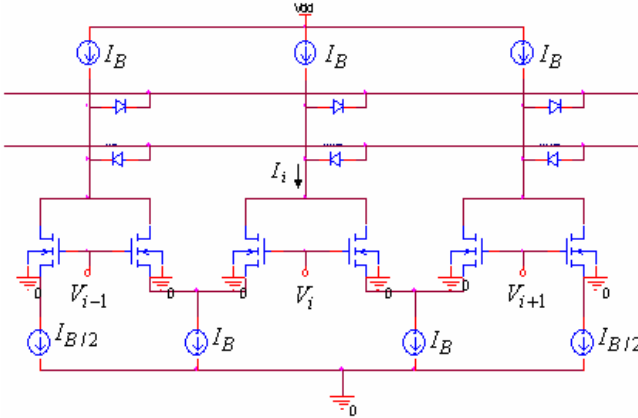 Vdd
I_B I_B I_B
I_i
0 0 0 0 0 0
V_{i-1} V_i V_{i+1}
I_{B/2} I_B I_B I_{B/2}
0